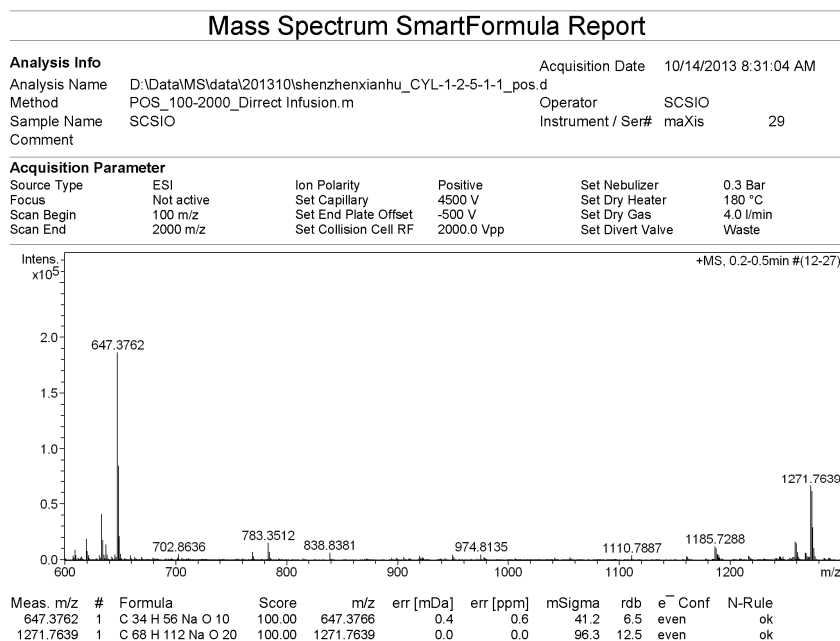 Mass Spectrum SmartFormula Report
Analysis Info Acquisition Date 10/14/2013 8:31:04 AM
Analysis Name D:\Data\MS\data\201310\shenzhenxianhu_CYL-1-2-5-1-1_pos.d
Method POS_100-2000_Dirrect Infusion.m Operator SCSIO
Sample Name SCSIO Instrument / Ser# maXis 29
Comment
Acquisition Parameter
Source Type ESI Ion Polarity Positive Set Nebulizer 0.3 Bar
Focus Not active Set Capillary 4500 V Set Dry Heater 180 °C
Scan Begin 100 m/z Set End Plate Offset -500 V Set Dry Gas 4.0 l/min
Scan End 2000 m/z Set Collision Cell RF 2000.0 Vpp Set Divert Valve Waste
Intens. +MS, 0.2-0.5min #(12-27)
x10⁵
2.0
647.3762
1.5
1.0
1271.7639
0.5
702.8636 783.3512 838.8381 974.8135 1110.7887 1185.7288
0.0
600 700 800 900 1000 1100 1200 m/z
Meas. m/z # Formula Score m/z err [mDa] err [ppm] mSigma rdb e¯ Conf N-Rule
647.3762 1 C 34 H 56 Na O 10 100.00 647.3766 0.4 0.6 41.2 6.5 even ok
1271.7639 1 C 68 H 112 Na O 20 100.00 1271.7639 0.0 0.0 96.3 12.5 even ok